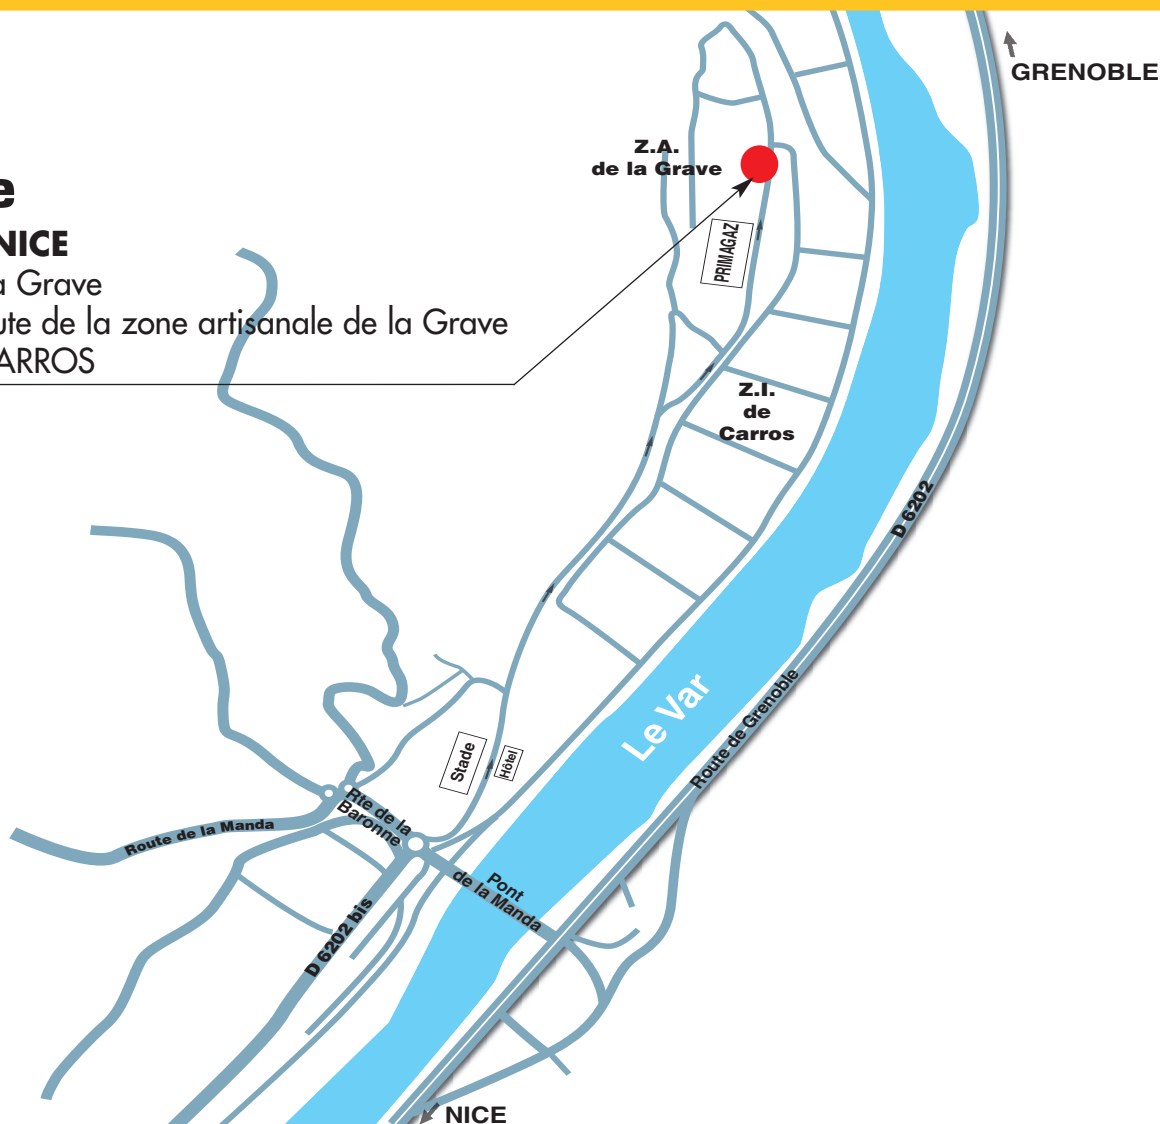 GRENOBLE
Z.A.
de la Grave
e
NICE
a Grave
ute de la zone artisanale de la Grave
ARROS
PRIMAGAZ
Z.I.
de
Carros
D 6202
Le Var
Route de Grenoble
Stade
Hôtel
Rte de la
Baronne
Route de la Manda
Pont
de la Manda
D 6202 bis
NICE